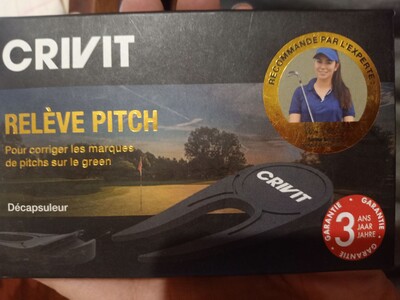 CRIVIT
RECOMMANDÉ PAR L'EXPERTE
RELÈVE PITCH
Pour corriger les marques
de pitchs sur le green
CRIVIT
Décapsuleur
GARANTIE
GARANTIE
GARANTIE
3 ANS
JAAR
JAHRE